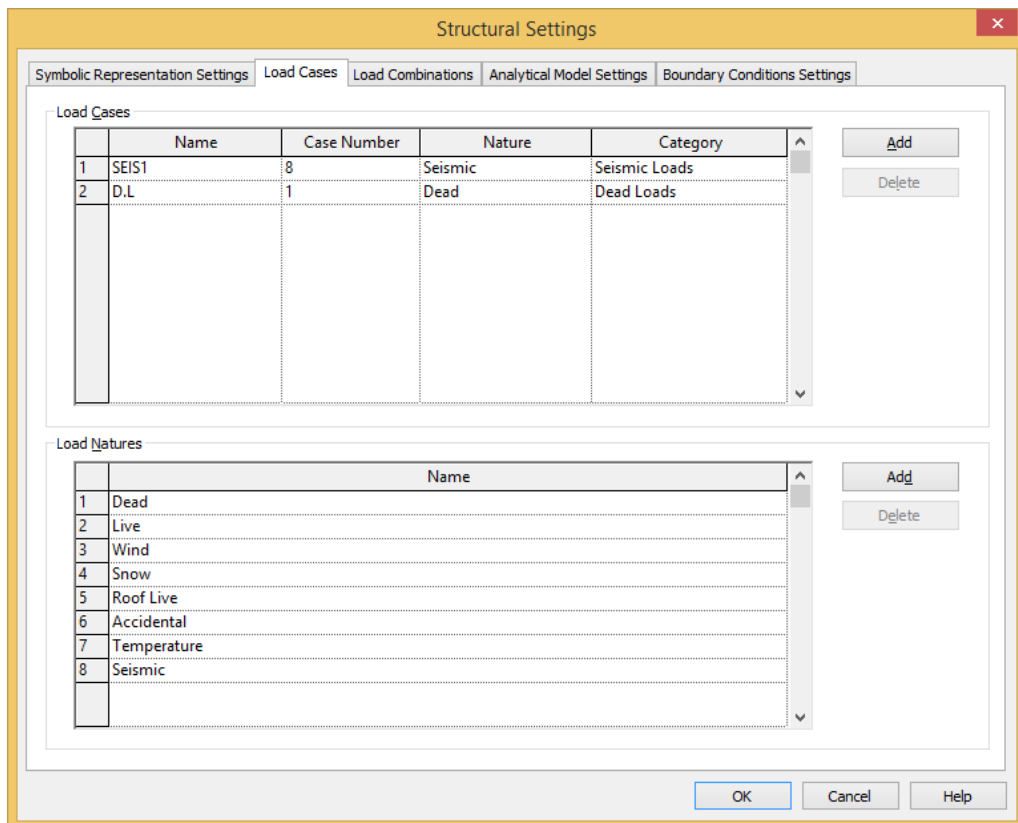 Structural Settings
Symbolic Representation Settings Load Cases Load Combinations Analytical Model Settings Boundary Conditions Settings
Load Cases
Name Case Number Nature Category
1 SEIS1 8 Seismic Seismic Loads
2 D.L 1 Dead Dead Loads
Add
Delete
Load Natures
Name
1 Dead
2 Live
3 Wind
4 Snow
5 Roof Live
6 Accidental
7 Temperature
8 Seismic
Add
Delete
OK Cancel Help